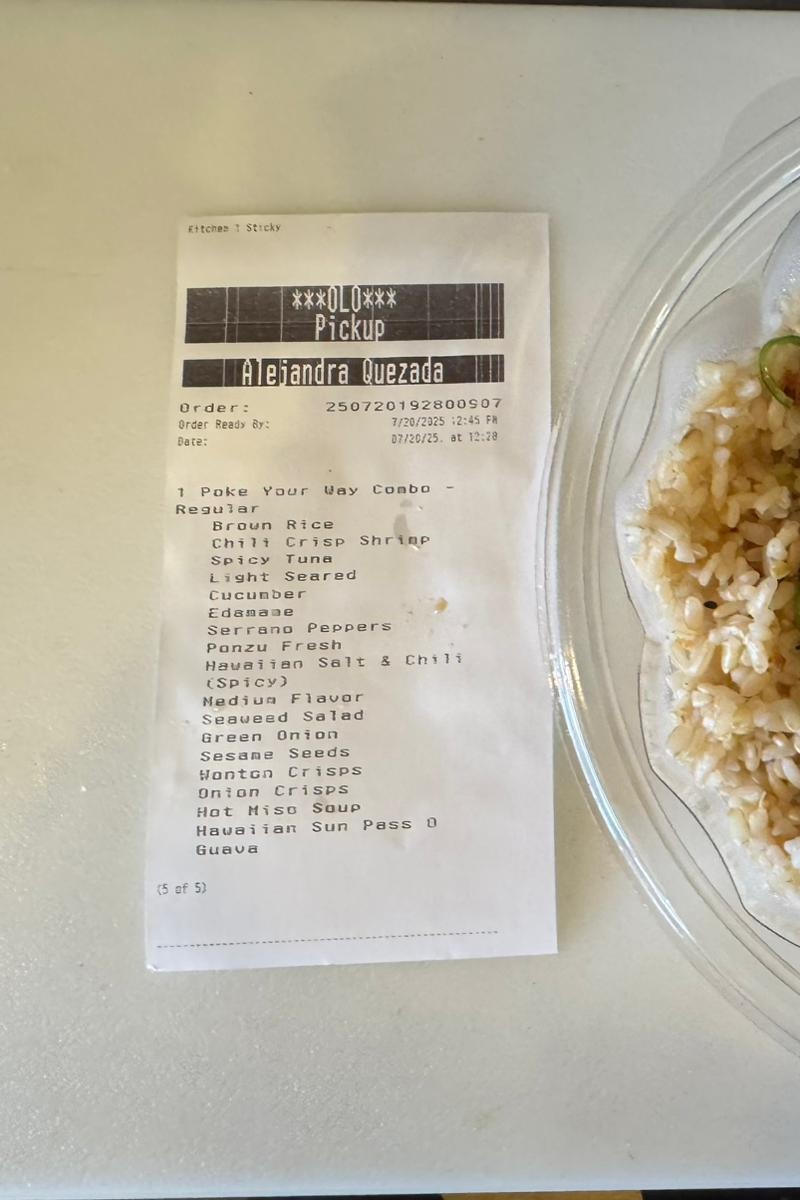 Kitchen 1 Sticky
***OLO***
Pickup
Alejandra Quezada
Order: 250720192800907
Order Ready By: 7/20/2025 12:45 PM
Date: 07/20/25. at 12:28
1 Poke Your Way Combo -
Regular
Brown Rice
Chili Crisp Shrimp
Spicy Tuna
Light Seared
Cucumber
Edamame
Serrano Peppers
Ponzu Fresh
Hawaiian Salt & Chili
(Spicy)
Medium Flavor
Seaweed Salad
Green Onion
Sesame Seeds
Wonton Crisps
Onion Crisps
Hot Miso Soup
Hawaiian Sun Pass O
Guava
(5 of 5)